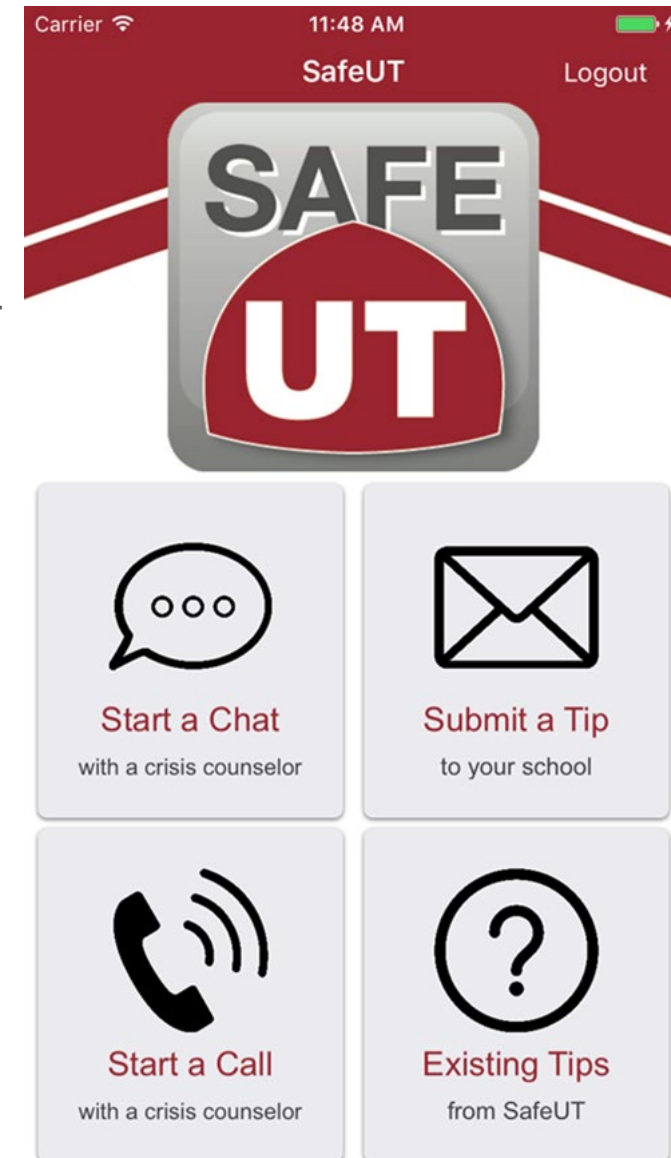 Carrier 11:48 AM
SafeUT Logout
SAFE
UT
Start a Chat
with a crisis counselor
Submit a Tip
to your school
Start a Call
with a crisis counselor
Existing Tips
from SafeUT